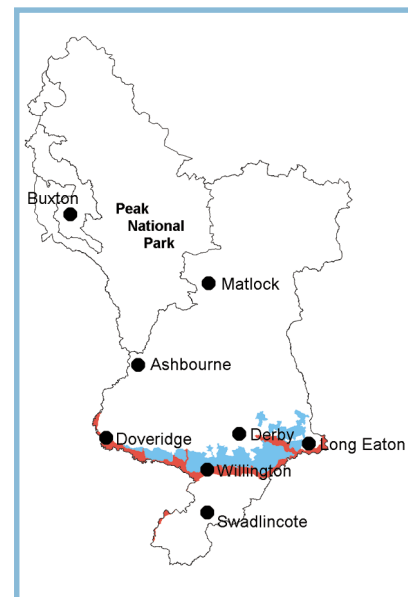 Buxton
Peak
National
Park
Matlock
Ashbourne
Doveridge
Derby
Long Eaton
Willington
Swadlincote